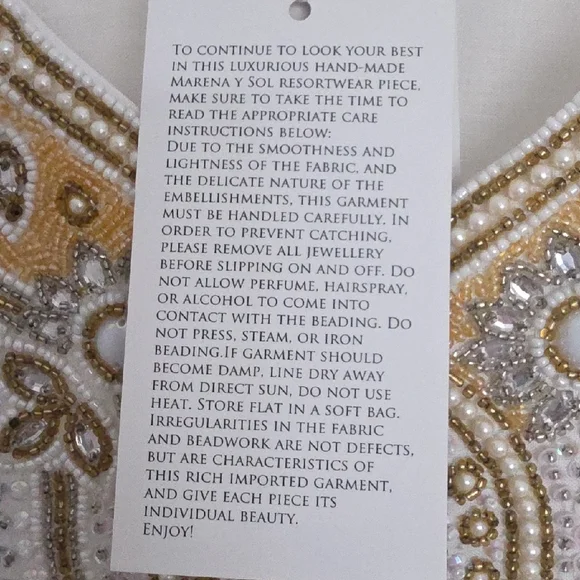 To continue to look your best
in this luxurious hand-made
Marena y Sol resortwear piece,
make sure to take the time to
read the appropriate care
instructions below:
Due to the smoothness and
lightness of the fabric, and
the delicate nature of the
embellishments, this garment
must be handled carefully. In
order to prevent catching,
please remove all jewellery
before slipping on and off. Do
not allow perfume, hairspray,
or alcohol to come into
contact with the beading. Do
not press, steam, or iron
beading.If garment should
become damp, line dry away
from direct sun, do not use
heat. Store flat in a soft bag.
Irregularities in the fabric
and beadwork are not defects,
but are characteristics of
this rich imported garment,
and give each piece its
individual beauty.
Enjoy!